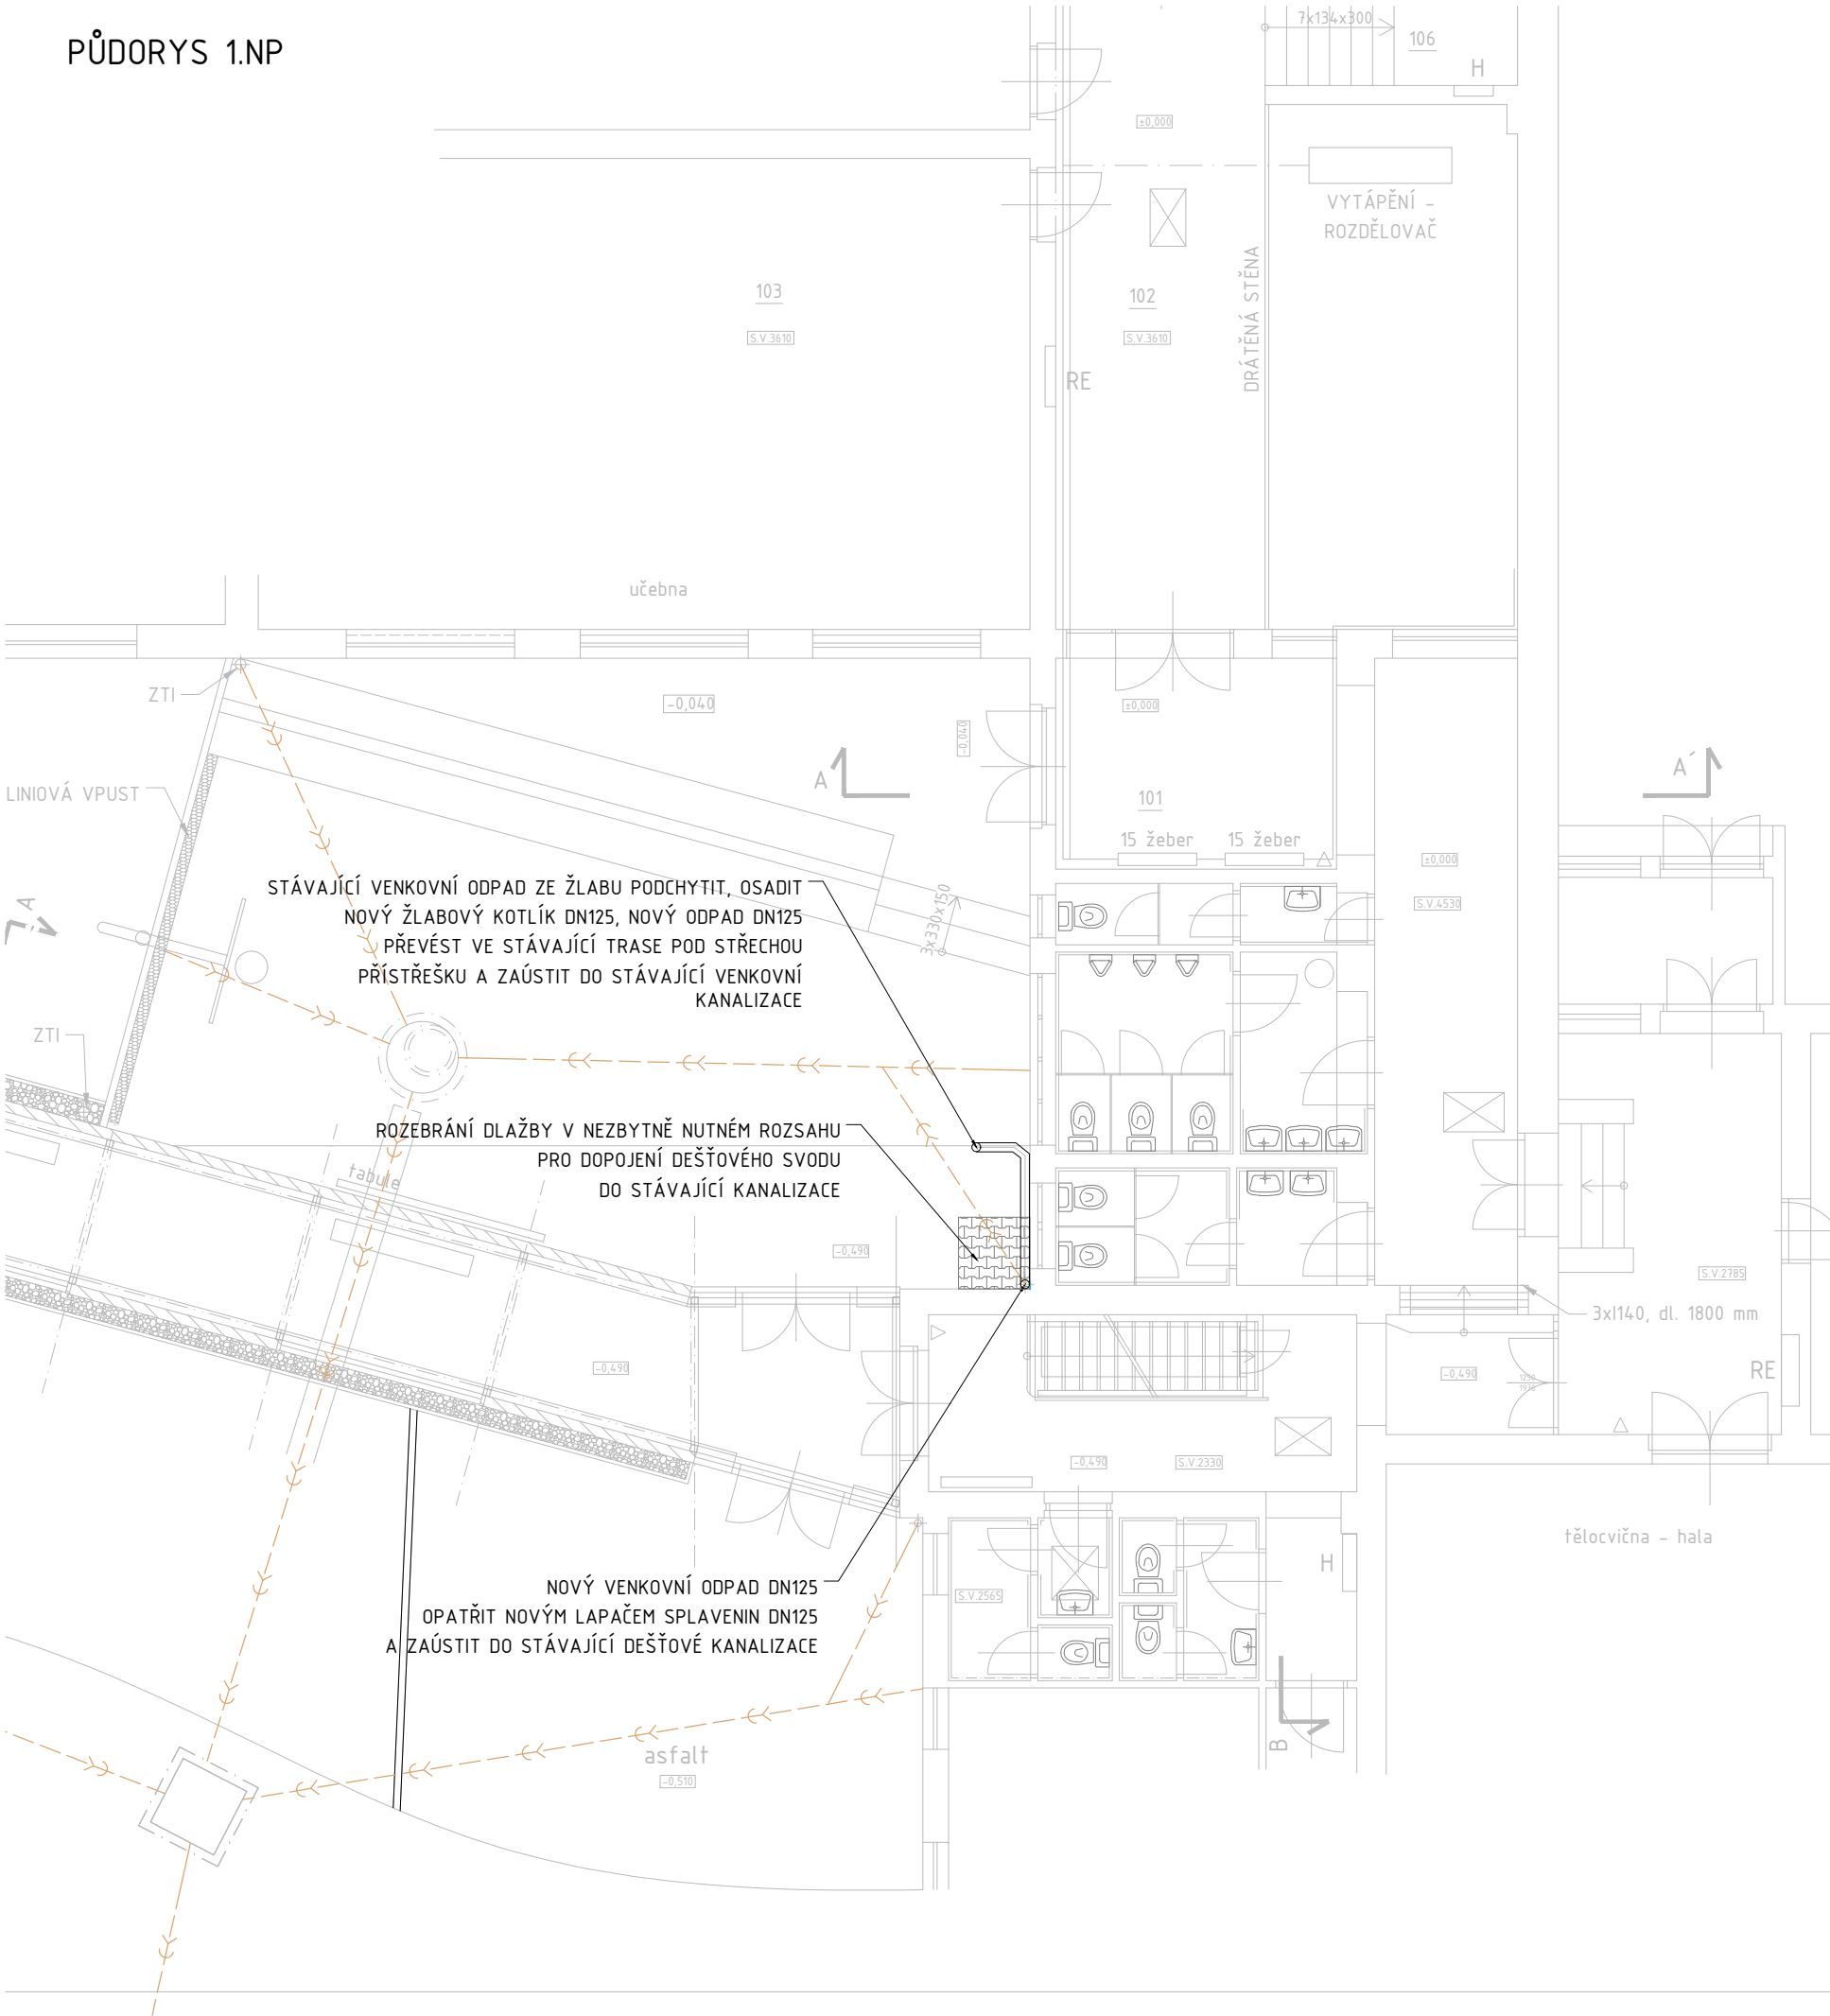 PŮDORYS 1.NP
7x134x300
106
H
±0,000
VYTÁPĚNÍ -
ROZDĚLOVAČ
103
S.V.3610
102
S.V.3610
DRÁTĚNÁ STĚNA
RE
učebna
ZTI
-0,040
-0,040
±0,000
LINIOVÁ VPUST
A
A´
101
15 žeber
15 žeber
±0,000
S.V.4530
STÁVAJÍCÍ VENKOVNÍ ODPAD ZE ŽLABU PODCHYTIT, OSADIT
NOVÝ ŽLABOVÝ KOTLÍK DN125, NOVÝ ODPAD DN125
PŘEVÉST VE STÁVAJÍCÍ TRASE POD STŘECHOU
PŘÍSTŘEŠKU A ZAÚSTIT DO STÁVAJÍCÍ VENKOVNÍ
KANALIZACE
3x330x150
A
ZTI
ROZEBRÁNÍ DLAŽBY V NEZBYTNĚ NUTNÉM ROZSAHU
PRO DOPOJENÍ DEŠŤOVÉHO SVODU
DO STÁVAJÍCÍ KANALIZACE
tabule
-0,490
S.V.2785
3xI140, dl. 1800 mm
-0,490
-0,490
1250
1970
RE
-0,490
S.V.2330
tělocvična - hala
H
NOVÝ VENKOVNÍ ODPAD DN125
OPATŘIT NOVÝM LAPAČEM SPLAVENIN DN125
A ZAÚSTIT DO STÁVAJÍCÍ DEŠŤOVÉ KANALIZACE
S.V.2565
B
asfalt
-0,510